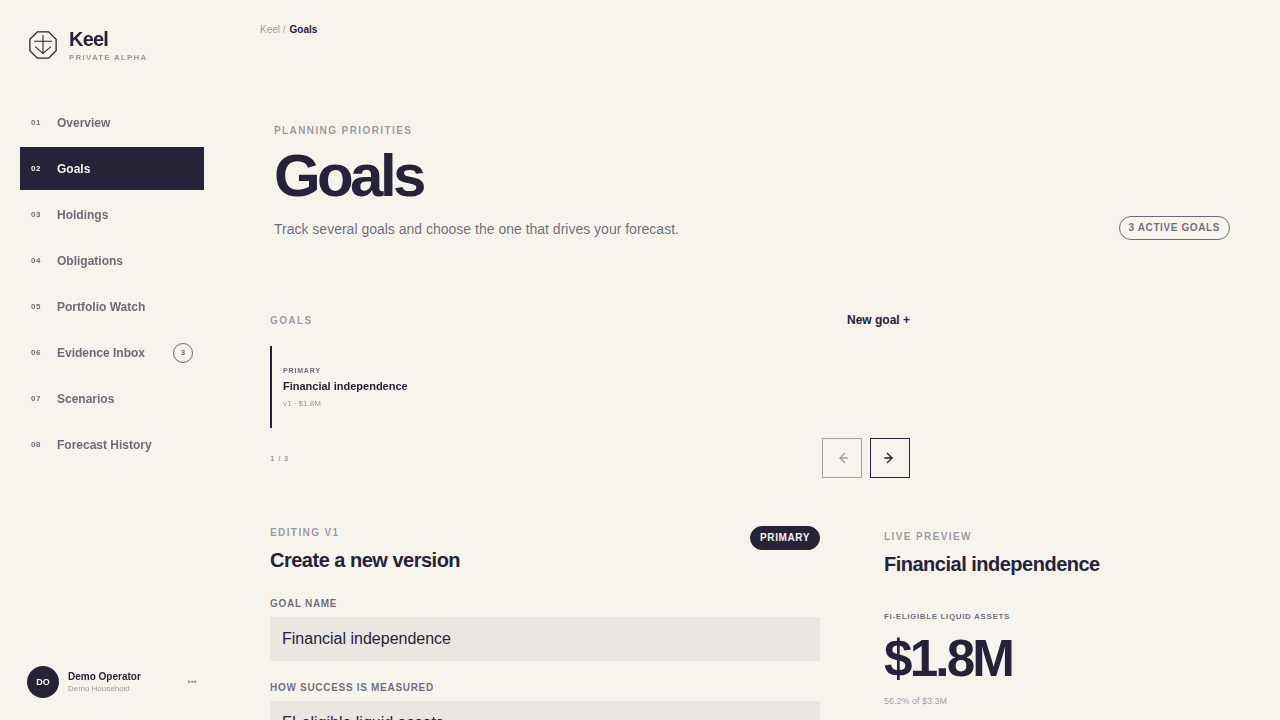 Keel
PRIVATE ALPHA
01 Overview
02 Goals
03 Holdings
04 Obligations
05 Portfolio Watch
06 Evidence Inbox 3
07 Scenarios
08 Forecast History
DO
Demo Operator
Demo Household
•••
Keel / Goals
PLANNING PRIORITIES
Goals
Track several goals and choose the one that drives your forecast.
3 ACTIVE GOALS
GOALS
New goal +
PRIMARY
Financial independence
v1 · $1.8M
1 / 3
EDITING V1
Create a new version
PRIMARY
GOAL NAME
Financial independence
HOW SUCCESS IS MEASURED
FI-eligible liquid assets
LIVE PREVIEW
Financial independence
FI-ELIGIBLE LIQUID ASSETS
$1.8M
56.2% of $3.3M